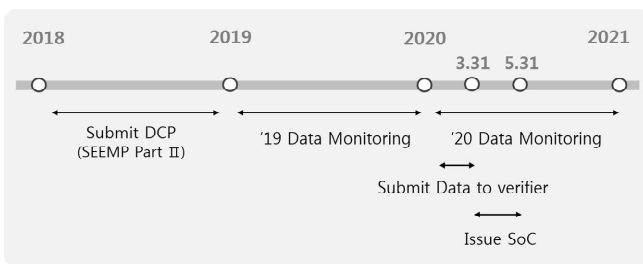 2018 2019 2020 2021
3.31 5.31
Submit DCP
(SEEMP Part Ⅱ)
'19 Data Monitoring
'20 Data Monitoring
Submit Data to verifier
Issue SoC